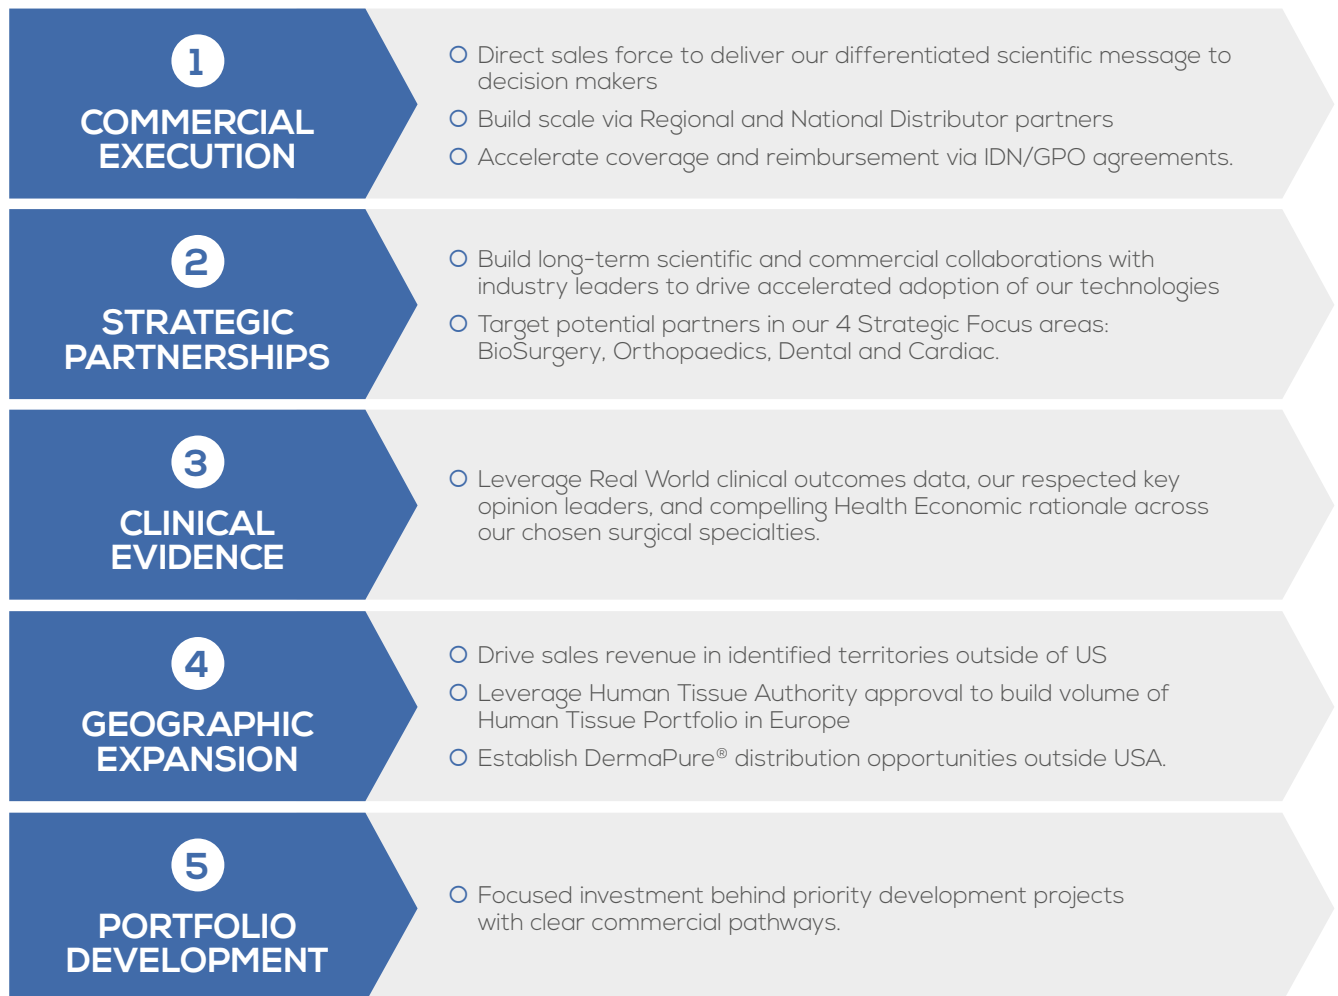 1
COMMERCIAL
EXECUTION
Direct sales force to deliver our differentiated scientific message to
decision makers
Build scale via Regional and National Distributor partners
Accelerate coverage and reimbursement via IDN/GPO agreements.
2
STRATEGIC
PARTNERSHIPS
Build long-term scientific and commercial collaborations with
industry leaders to drive accelerated adoption of our technologies
Target potential partners in our 4 Strategic Focus areas:
BioSurgery, Orthopaedics, Dental and Cardiac.
3
CLINICAL
EVIDENCE
Leverage Real World clinical outcomes data, our respected key
opinion leaders, and compelling Health Economic rationale across
our chosen surgical specialties.
4
GEOGRAPHIC
EXPANSION
Drive sales revenue in identified territories outside of US
Leverage Human Tissue Authority approval to build volume of
Human Tissue Portfolio in Europe
Establish DermaPure® distribution opportunities outside USA.
5
PORTFOLIO
DEVELOPMENT
Focused investment behind priority development projects
with clear commercial pathways.